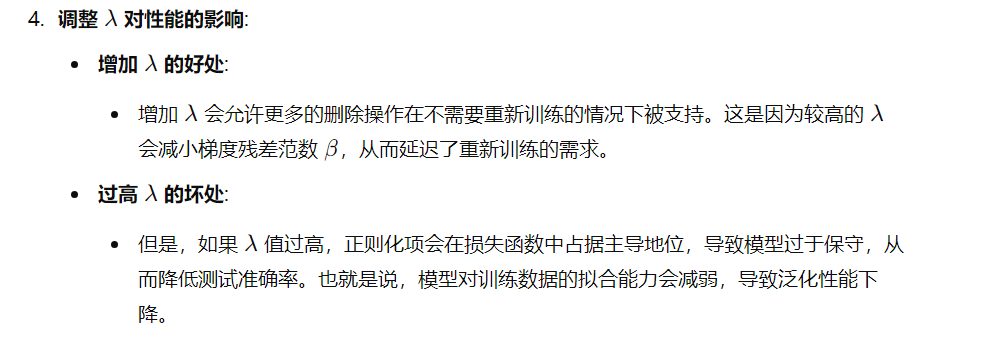 4. 调整 λ 对性能的影响:
• 增加 λ 的好处:
• 增加 λ 会允许更多的删除操作在不需要重新训练的情况下被支持。这是因为较高的 λ
会减小梯度残差范数 β，从而延迟了重新训练的需求。
• 过高 λ 的坏处:
• 但是，如果 λ 值过高，正则化项会在损失函数中占据主导地位，导致模型过于保守，从
而降低测试准确率。也就是说，模型对训练数据的拟合能力会减弱，导致泛化性能下
降。